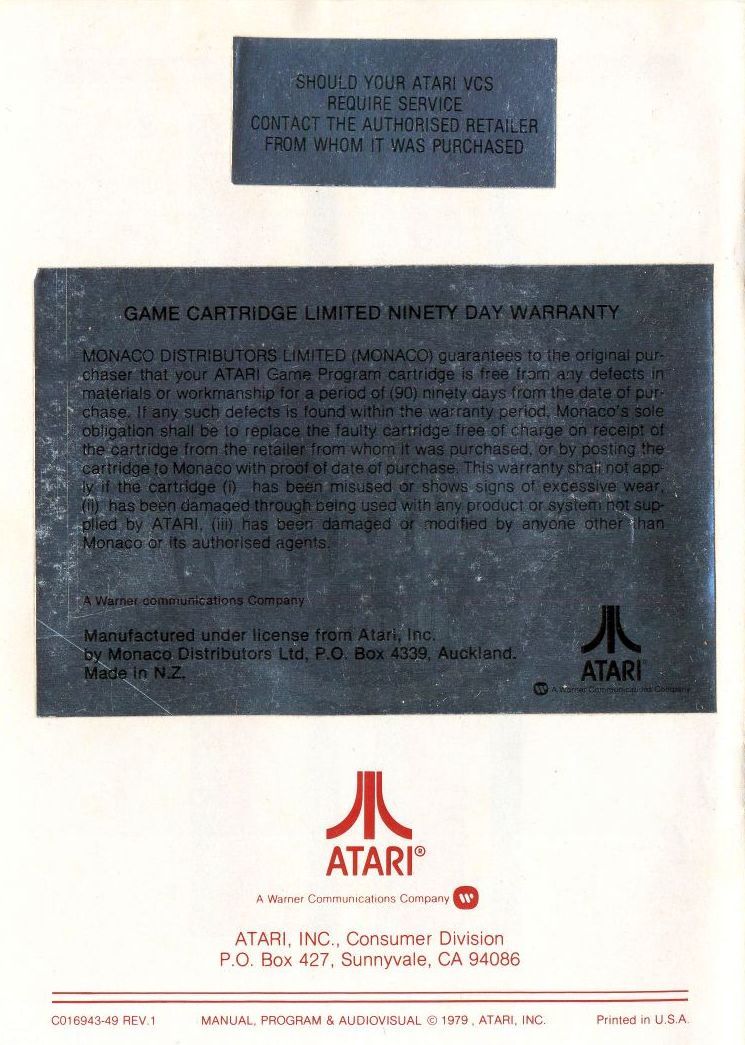 SHOULD YOUR ATARI VCS
REQUIRE SERVICE
CONTACT THE AUTHORISED RETAILER
FROM WHOM IT WAS PURCHASED
GAME CARTRIDGE LIMITED NINETY DAY WARRANTY
MONACO DISTRIBUTORS LIMITED (MONACO) guarantees to the original pur-
chaser that your ATARI Game Program cartridge is free from any defects in
materials or workmanship for a period of (90) ninety days from the date of pur-
chase. If any such defects is found within the warranty period, Monaco's sole
obligation shall be to replace the faulty cartridge free of charge on receipt of
the cartridge from the retailer from whom it was purchased, or by posting the
cartridge to Monaco with proof of date of purchase. This warranty shall not app-
ly if the cartridge (i) has been misused or shows signs of excessive wear,
(ii) has been damaged through being used with any product or system not sup-
plied by ATARI, (iii) has been damaged or modified by anyone other than
Monaco or its authorised agents.
A Warner communications Company
Manufactured under license from Atari, Inc.
by Monaco Distributors Ltd, P.O. Box 4339, Auckland.
Made in N.Z.
ATARI
A Warner Communications Company
ATARI®
A Warner Communications Company
ATARI, INC., Consumer Division
P.O. Box 427, Sunnyvale, CA 94086
C016943-49 REV.1 MANUAL, PROGRAM & AUDIOVISUAL © 1979, ATARI, INC. Printed in U.S.A.